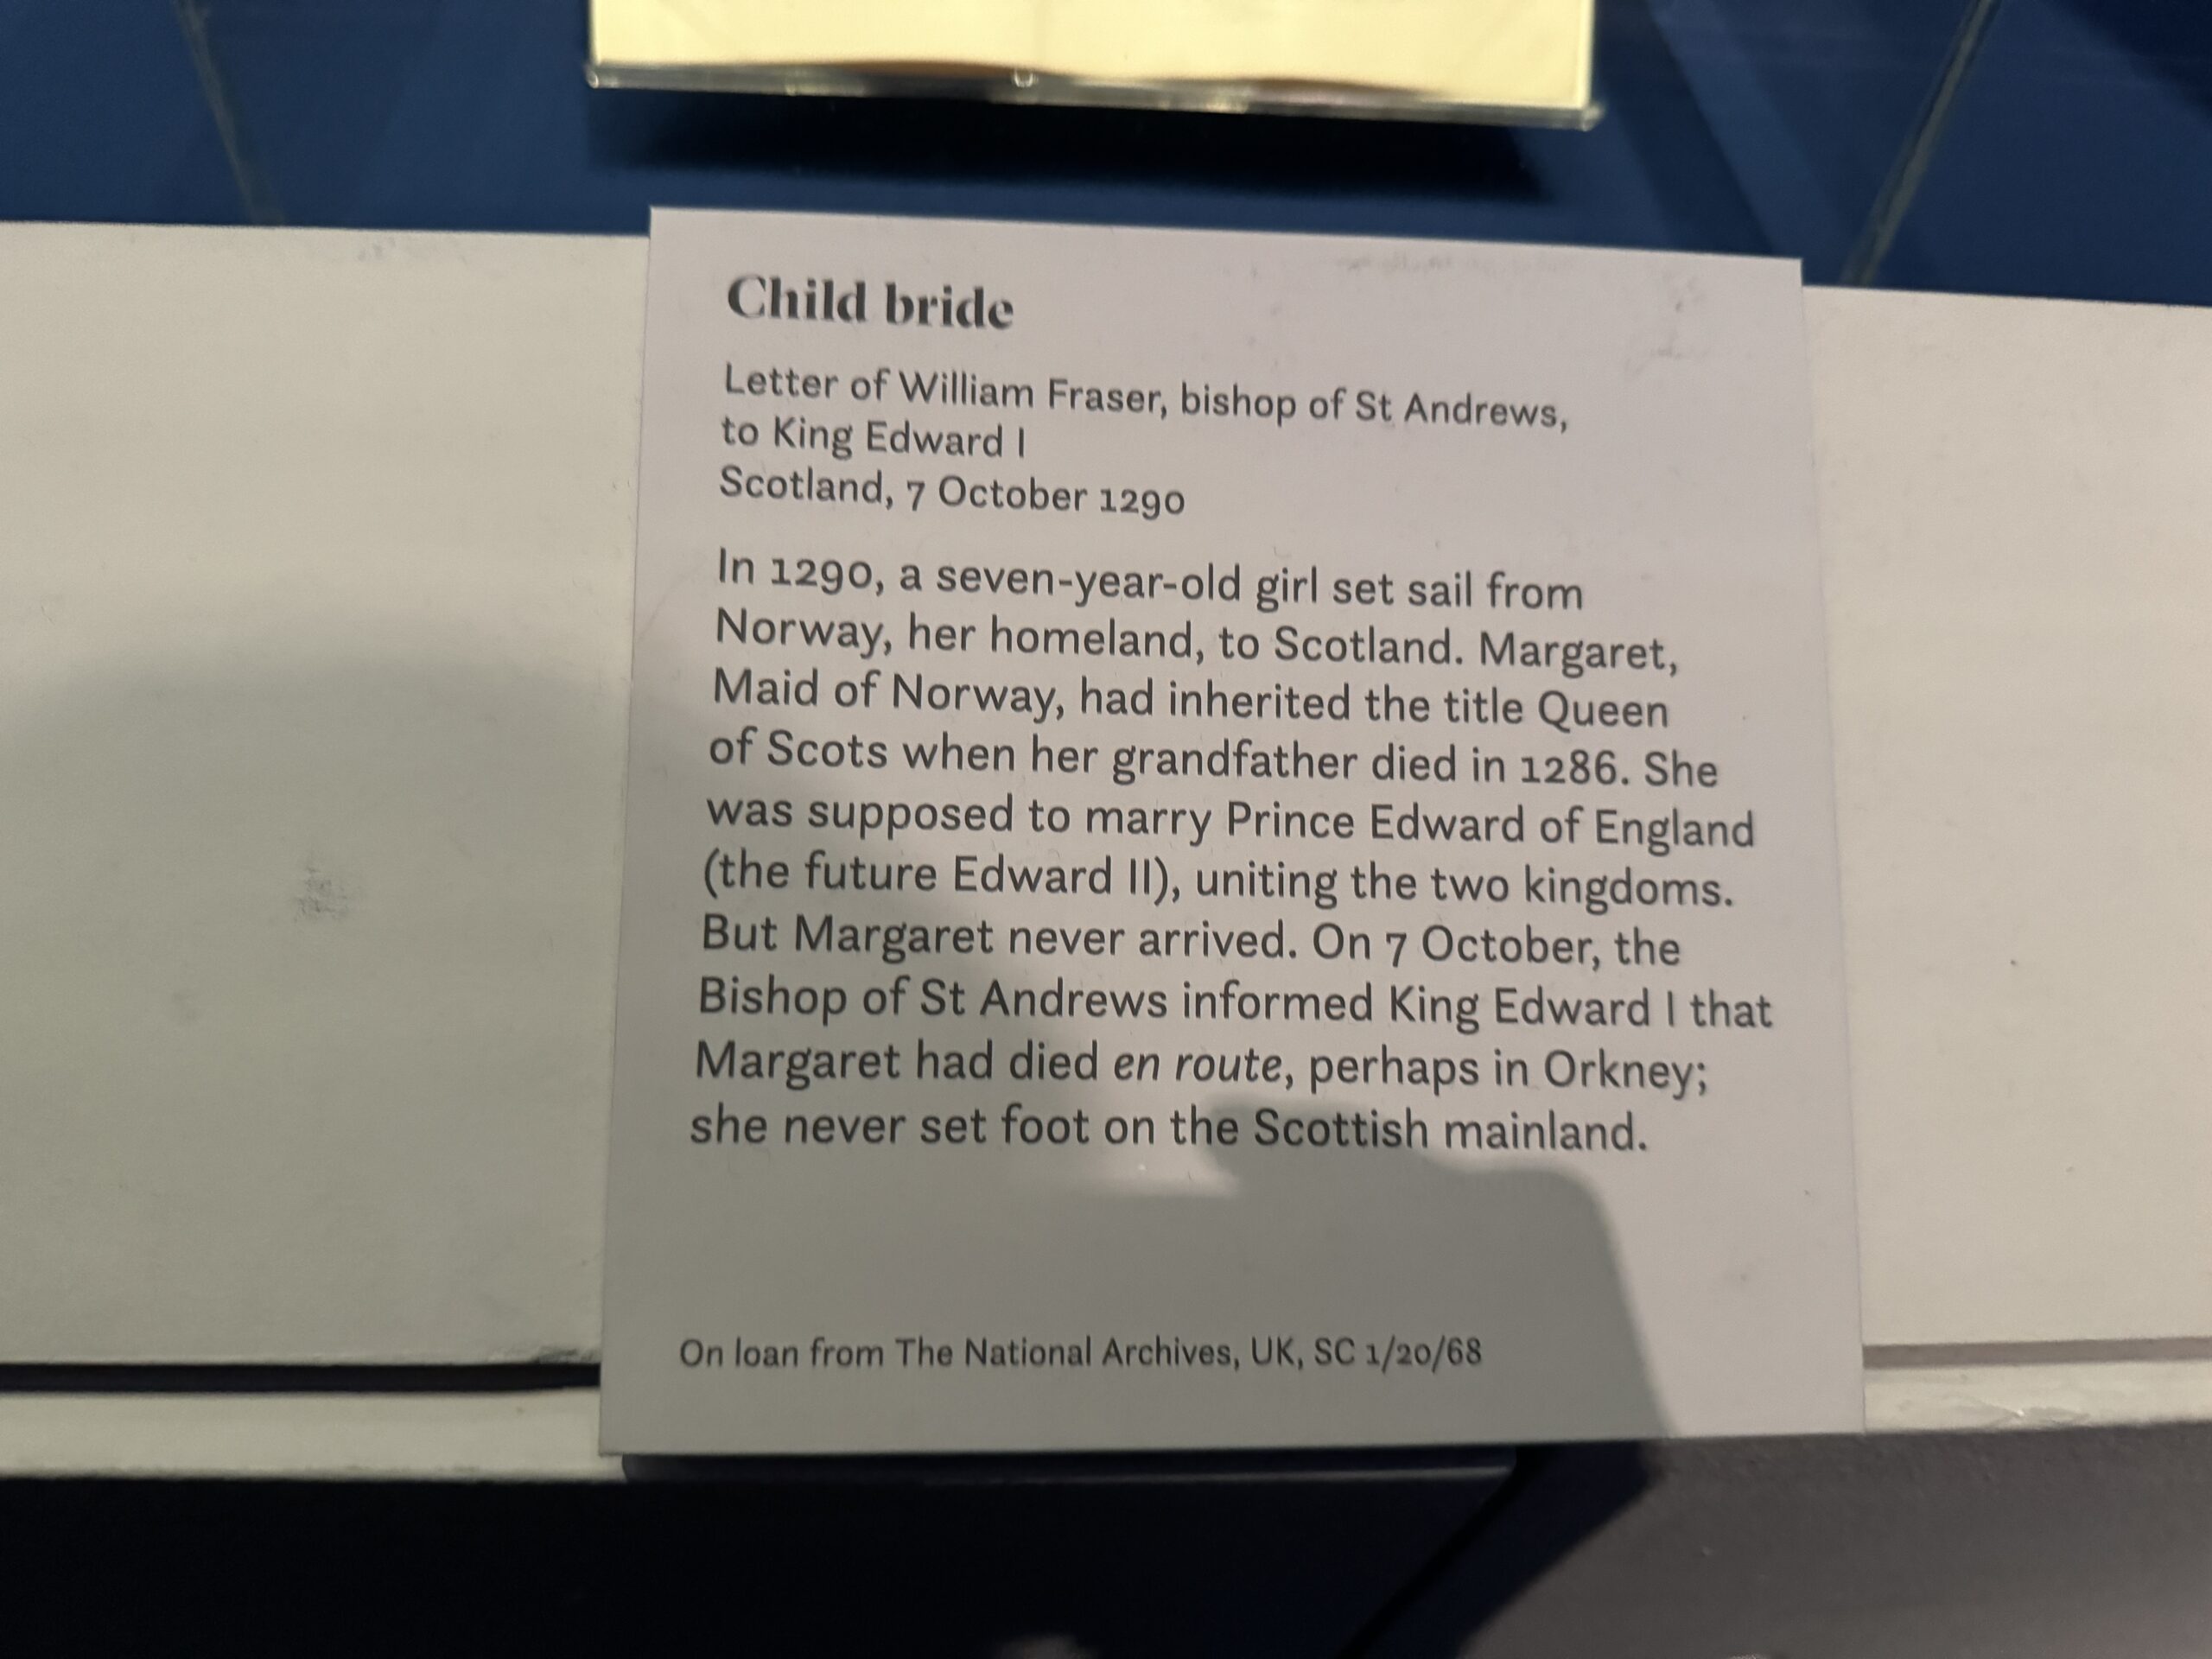 Child bride
Letter of William Fraser, bishop of St Andrews,
to King Edward I
Scotland, 7 October 1290
In 1290, a seven-year-old girl set sail from
Norway, her homeland, to Scotland. Margaret,
Maid of Norway, had inherited the title Queen
of Scots when her grandfather died in 1286. She
was supposed to marry Prince Edward of England
(the future Edward II), uniting the two kingdoms.
But Margaret never arrived. On 7 October, the
Bishop of St Andrews informed King Edward I that
Margaret had died en route, perhaps in Orkney;
she never set foot on the Scottish mainland.
On loan from The National Archives, UK, SC 1/20/68